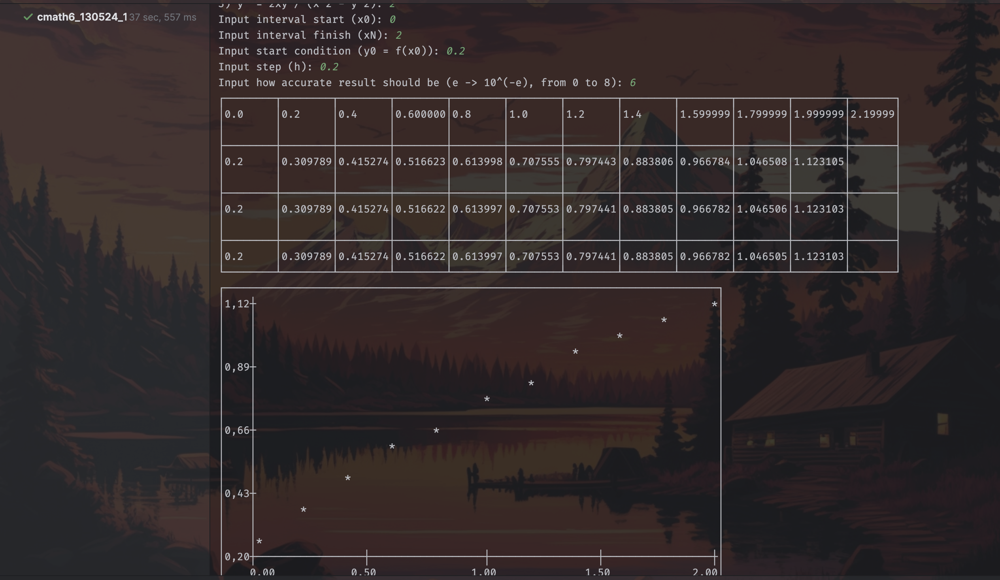 3) y' = 2xy / (x^2 - y^2): 2
✓ cmath6_130524_1 37 sec, 557 ms
Input interval start (x0): 0
Input interval finish (xN): 2
Input start condition (y0 = f(x0)): 0.2
Input step (h): 0.2
Input how accurate result should be (e -> 10^(-e), from 0 to 8): 6
0.0 0.2 0.4 0.600000 0.8 1.0 1.2 1.4 1.599999 1.799999 1.999999 2.19999
0.2 0.309789 0.415274 0.516623 0.613998 0.707555 0.797443 0.883806 0.966784 1.046508 1.123105
0.2 0.309789 0.415274 0.516622 0.613997 0.707553 0.797441 0.883805 0.966782 1.046506 1.123103
0.2 0.309789 0.415274 0.516622 0.613997 0.707553 0.797441 0.883805 0.966782 1.046505 1.123103
1,12
0,89
0,66
0,43
0,20
0.00 0.50 1.00 1.50 2.00